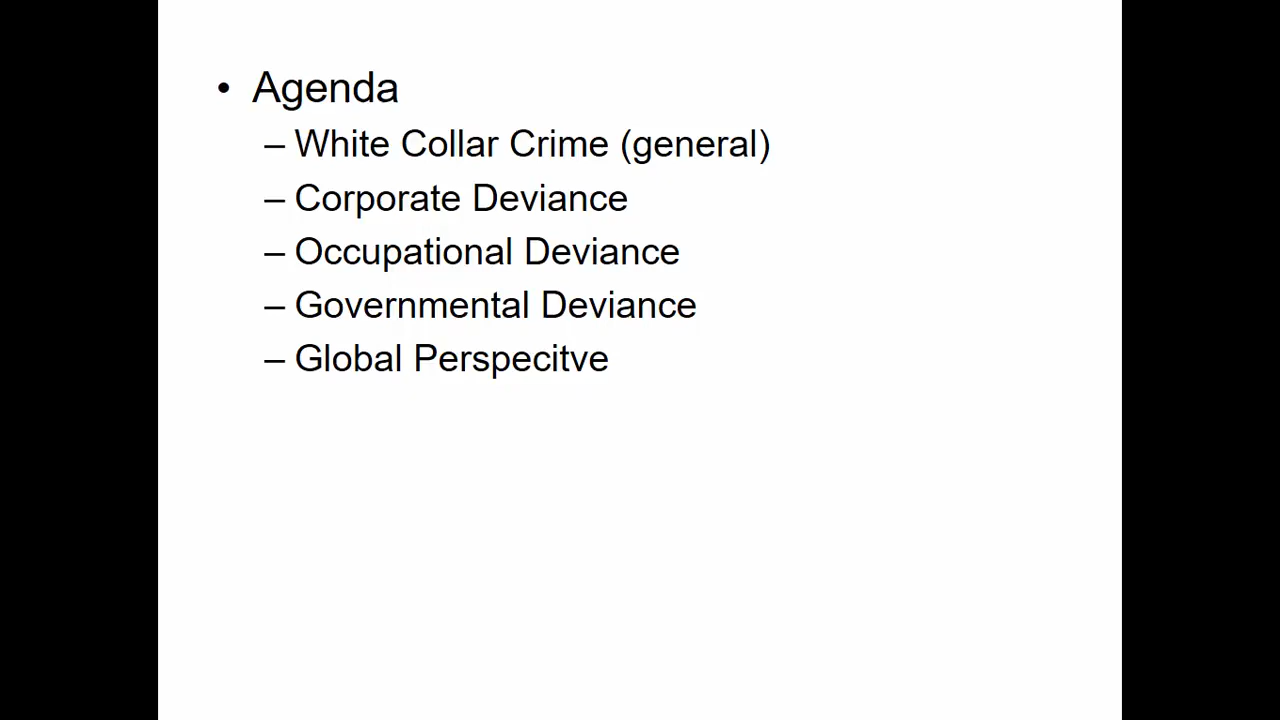 • Agenda
– White Collar Crime (general)
– Corporate Deviance
– Occupational Deviance
– Governmental Deviance
– Global Perspecitve